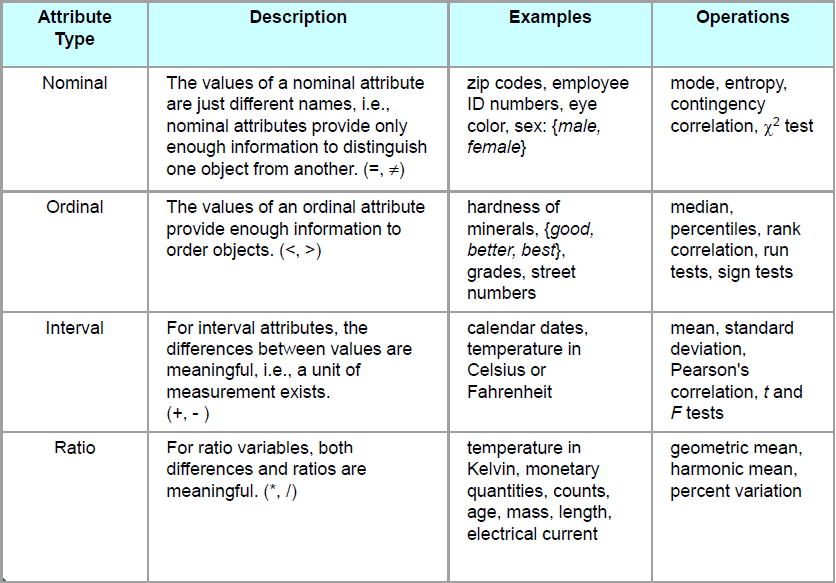 Attribute
Type
Description
Examples
Operations
Nominal
The values of a nominal attribute
are just different names, i.e.,
nominal attributes provide only
enough information to distinguish
one object from another. (=, ≠)
zip codes, employee
ID numbers, eye
color, sex: {male,
female}
mode, entropy,
contingency
correlation, χ² test
Ordinal
The values of an ordinal attribute
provide enough information to
order objects. (<, >)
hardness of
minerals, {good,
better, best},
grades, street
numbers
median,
percentiles, rank
correlation, run
tests, sign tests
Interval
For interval attributes, the
differences between values are
meaningful, i.e., a unit of
measurement exists.
(+, - )
calendar dates,
temperature in
Celsius or
Fahrenheit
mean, standard
deviation,
Pearson's
correlation, t and
F tests
Ratio
For ratio variables, both
differences and ratios are
meaningful. (*, /)
temperature in
Kelvin, monetary
quantities, counts,
age, mass, length,
electrical current
geometric mean,
harmonic mean,
percent variation